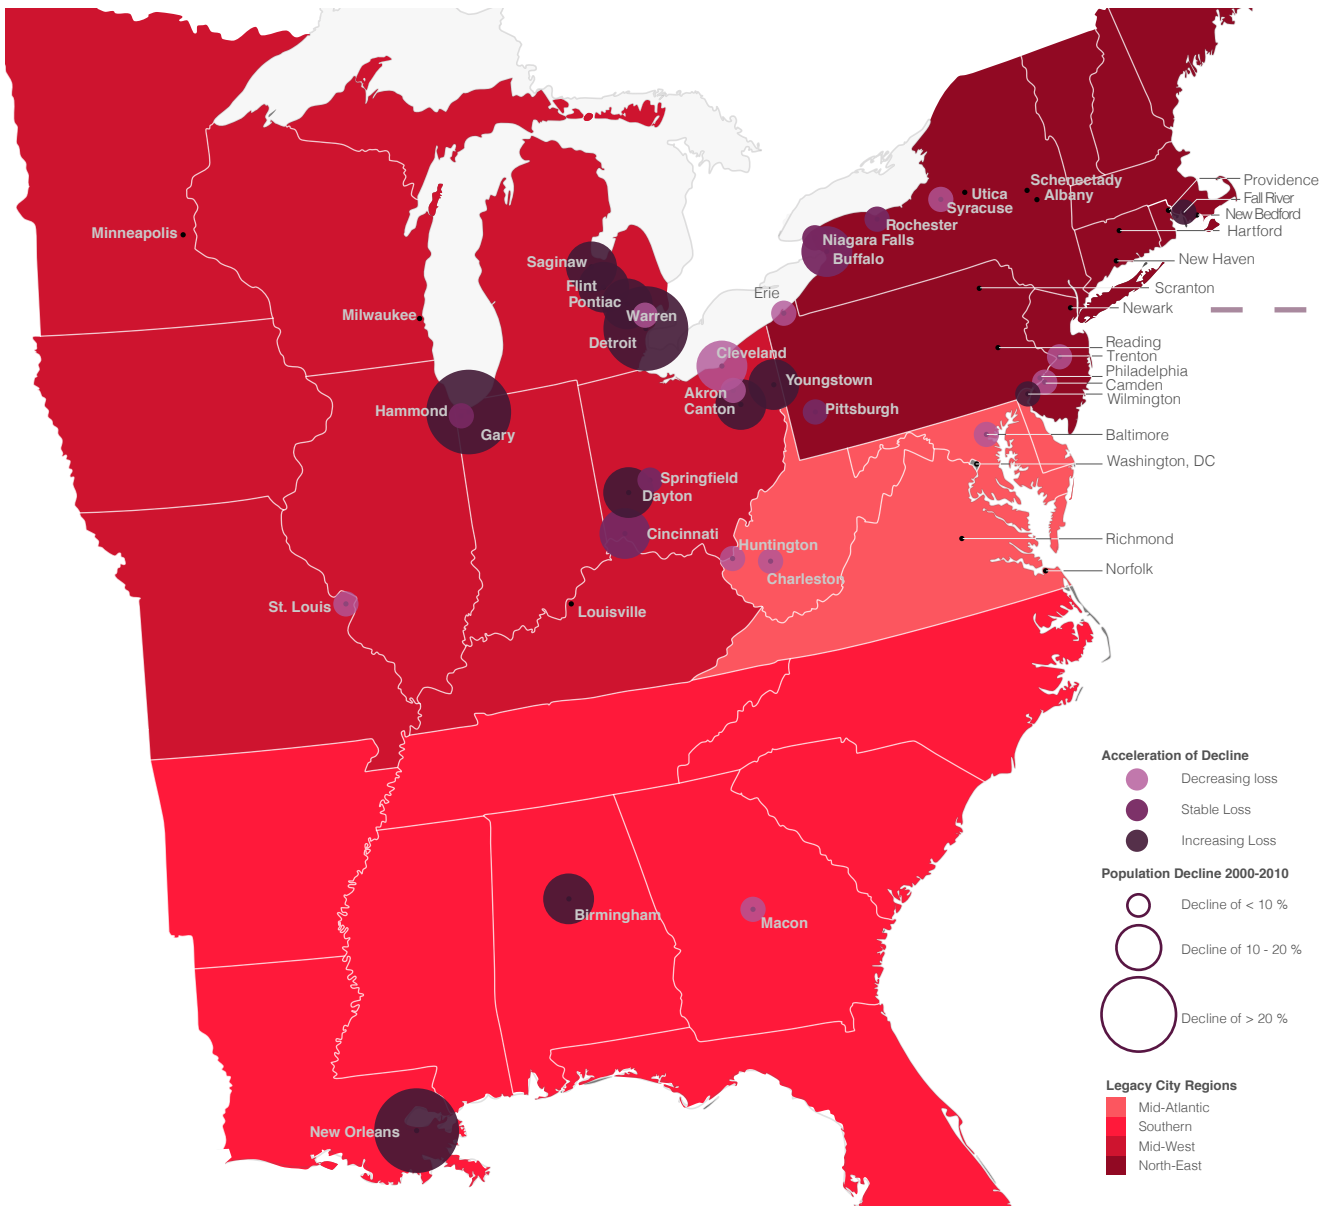 Providence
Schenectady
Utica
Albany
Fall River
Syracuse
New Bedford
Rochester
Hartford
Minneapolis
Niagara Falls
Buffalo
New Haven
Saginaw
Flint
Scranton
Erie
Pontiac
Newark
Milwaukee
Warren
Detroit
Reading
Cleveland
Trenton
Philadelphia
Youngstown
Camden
Akron
Wilmington
Canton
Pittsburgh
Hammond
Gary
Baltimore
Washington, DC
Springfield
Dayton
Cincinnati
Richmond
Huntington
Norfolk
Charleston
St. Louis
Louisville
Birmingham
Macon
New Orleans
Acceleration of Decline
Decreasing loss
Stable Loss
Increasing Loss
Population Decline 2000-2010
Decline of < 10 %
Decline of 10 - 20 %
Decline of > 20 %
Legacy City Regions
Mid-Atlantic
Southern
Mid-West
North-East